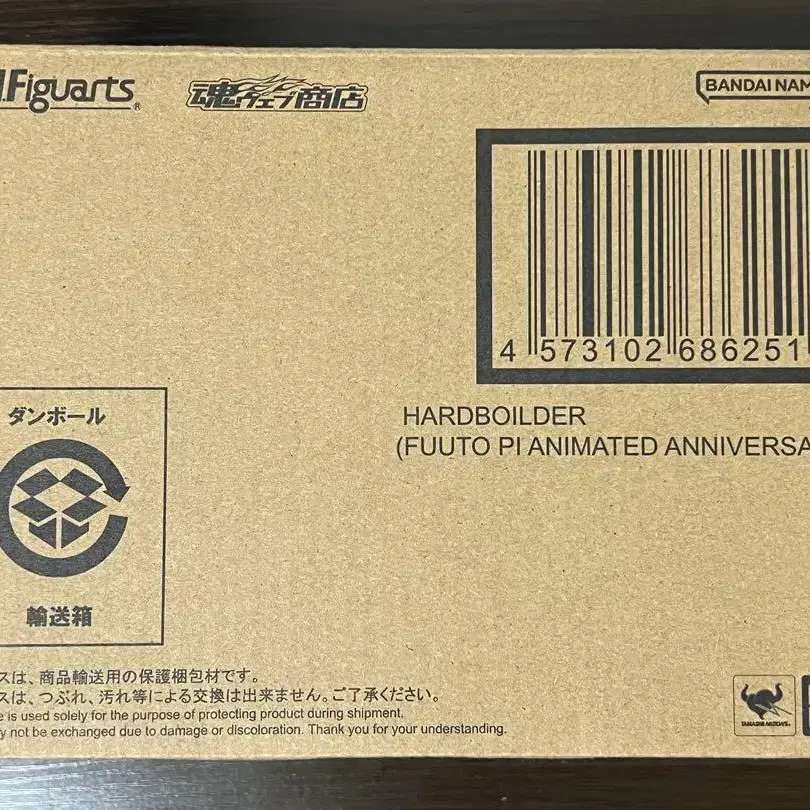 .Figuarts®
魂ウェブ商店
BANDAI NAM
4 573102 686251
HARDBOILDER
(FUUTO PI ANIMATED ANNIVERSA
ダンボール
輸送箱
スは、商品輸送用の保護梱包材です。
スは、つぶれ、汚れ等による交換は出来ません。ご了承ください。
e is used solely for the purpose of protecting product during shipment.
y not be exchanged due to damage or discoloration. Thank you for your understanding.
TAMASHII NATIONS